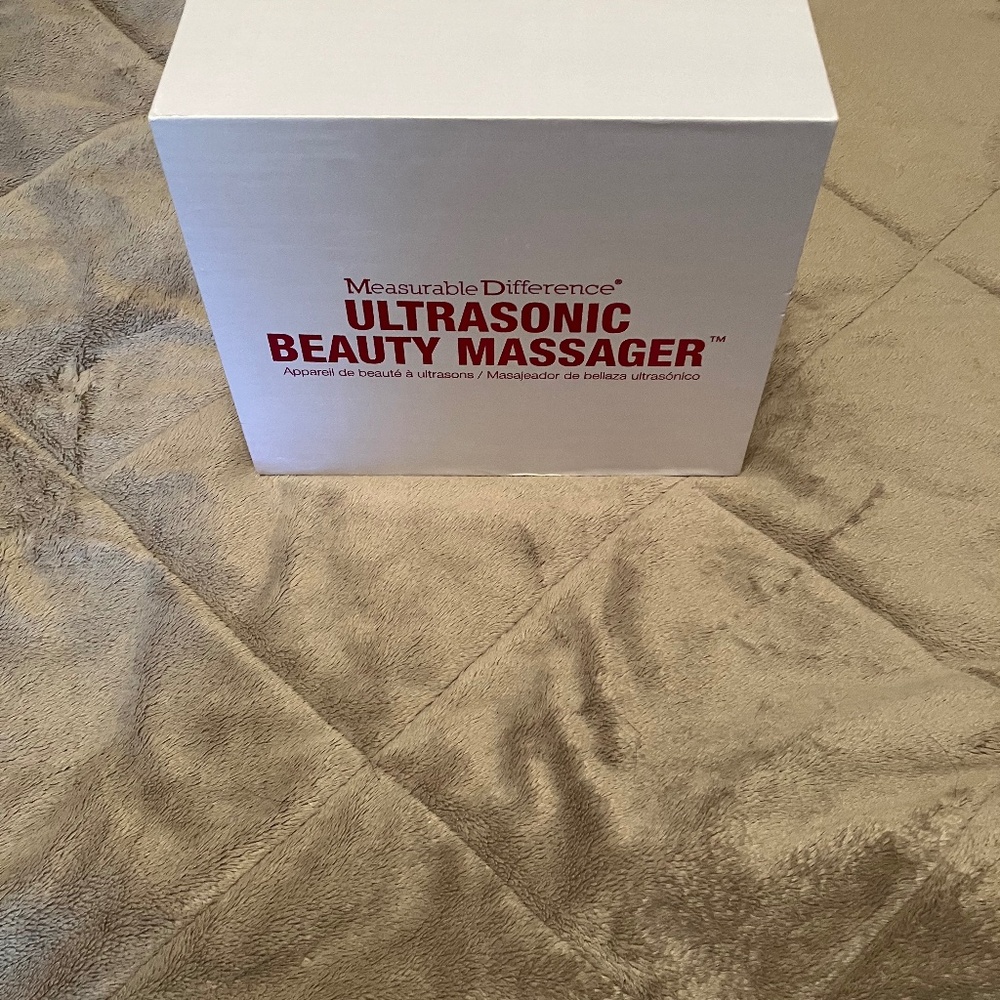 Measurable Difference®
ULTRASONIC
BEAUTY MASSAGER™
Appareil de beauté à ultrasons / Masajeador de bellaza ultrasónico